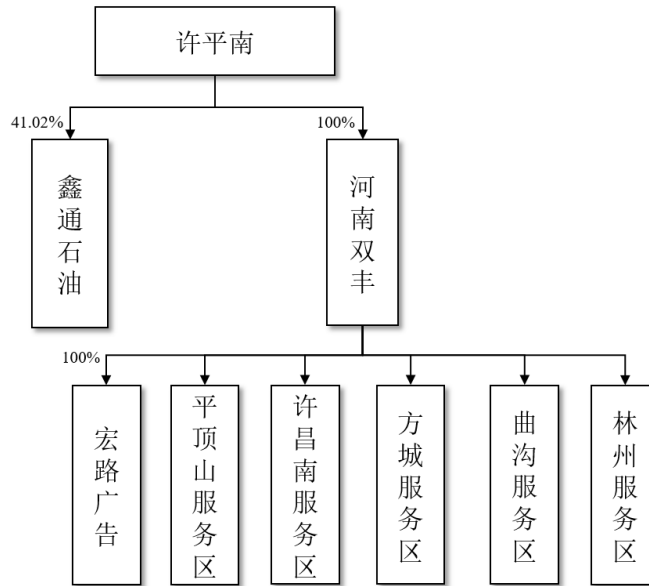 许平南
41.02%
100%
鑫通石油
河南双丰
100%
宏路广告
平顶山服务区
许昌南服务区
方城服务区
曲沟服务区
林州服务区